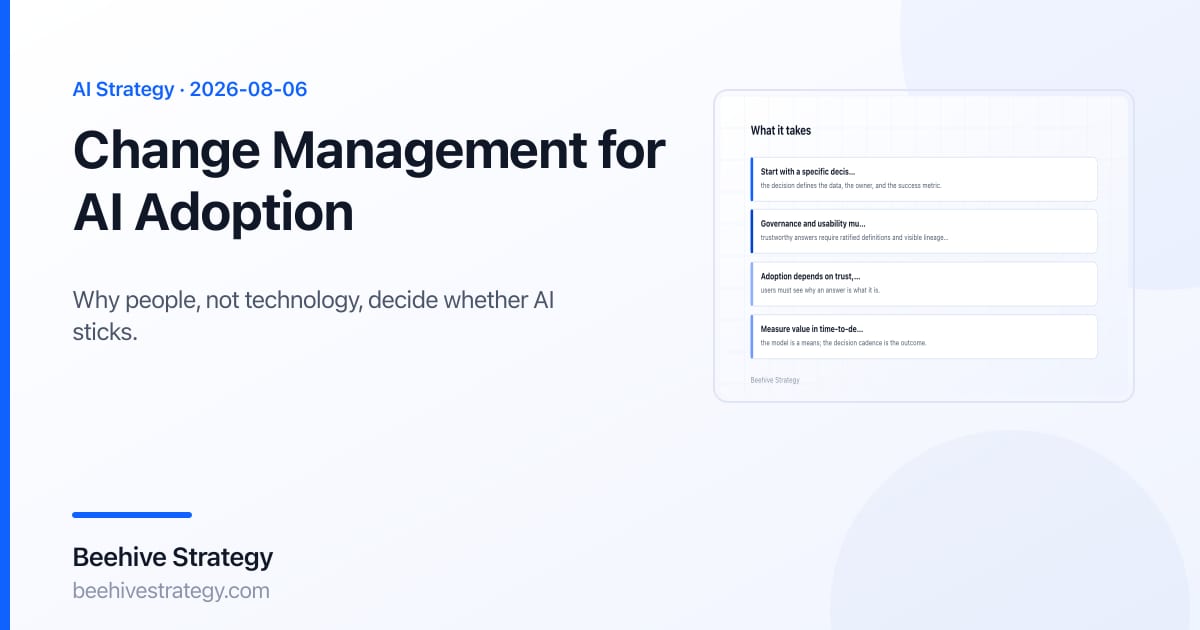 AI Strategy · 2026-08-06
Change Management for
AI Adoption
Why people, not technology, decide whether AI
sticks.
Beehive Strategy
beehivestrategy.com
What it takes
Start with a specific decis...
the decision defines the data, the owner, and the success metric.
Governance and usability mu...
trustworthy answers require ratified definitions and visible lineage...
Adoption depends on trust,...
users must see why an answer is what it is.
Measure value in time-to-de...
the model is a means; the decision cadence is the outcome.
Beehive Strategy